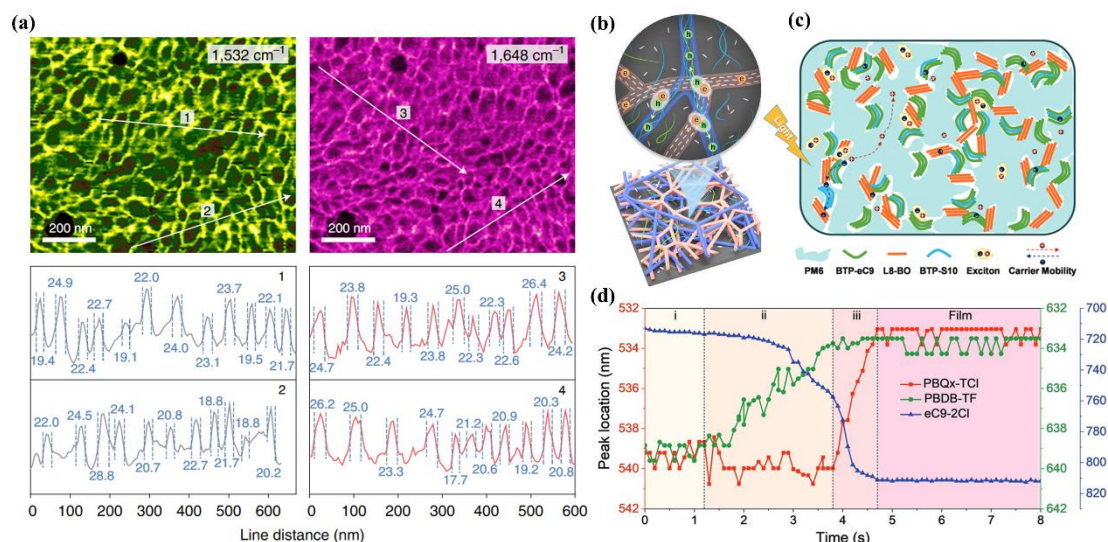 (a)
1,532 cm⁻¹
1
2
200 nm
1,648 cm⁻¹
3
4
200 nm
1
24.9 22.7 22.0 23.7 22.1
19.4 22.4 19.1 24.0 23.1 19.5 21.7
2
22.0 24.5 24.1 20.8 18.8 18.8
28.8 20.7 22.7 21.7 20.2
0 100 200 300 400 500 600
3
23.8 19.3 25.0 22.3 26.4
24.7 22.4 23.8 22.3 22.6 24.2
4
26.2 25.0 24.7 21.2 20.9 20.3
23.3 17.7 20.6 19.2 20.8
0 100 200 300 400 500 600
Line distance (nm)
(b)
h
e
e
h
e
h
e
h
e
h
(c)
Light
PM6 BTP-eC9 L8-BO BTP-S10 Exciton Carrier Mobility
(d)
i ii iii Film
PBQx-TCl
PBDB-TF
eC9-2Cl
Peak location (nm)
532
534
536
538
540
542
632
634
636
638
640
642
700
720
740
760
780
800
820
0 1 2 3 4 5 6 7 8
Time (s)